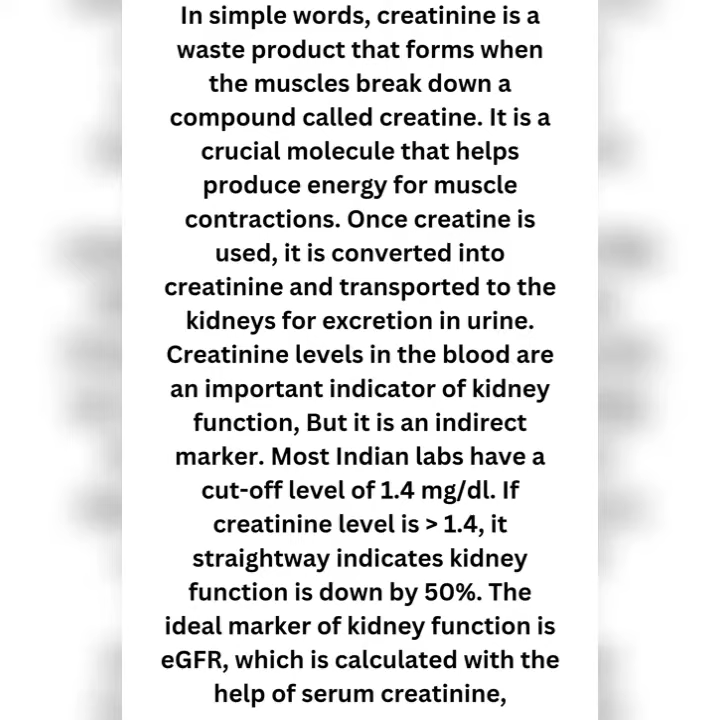 In simple words, creatinine is a
waste product that forms when
the muscles break down a
compound called creatine. It is a
crucial molecule that helps
produce energy for muscle
contractions. Once creatine is
used, it is converted into
creatinine and transported to the
kidneys for excretion in urine.
Creatinine levels in the blood are
an important indicator of kidney
function, But it is an indirect
marker. Most Indian labs have a
cut-off level of 1.4 mg/dl. If
creatinine level is > 1.4, it
straightway indicates kidney
function is down by 50%. The
ideal marker of kidney function is
eGFR, which is calculated with the
help of serum creatinine,